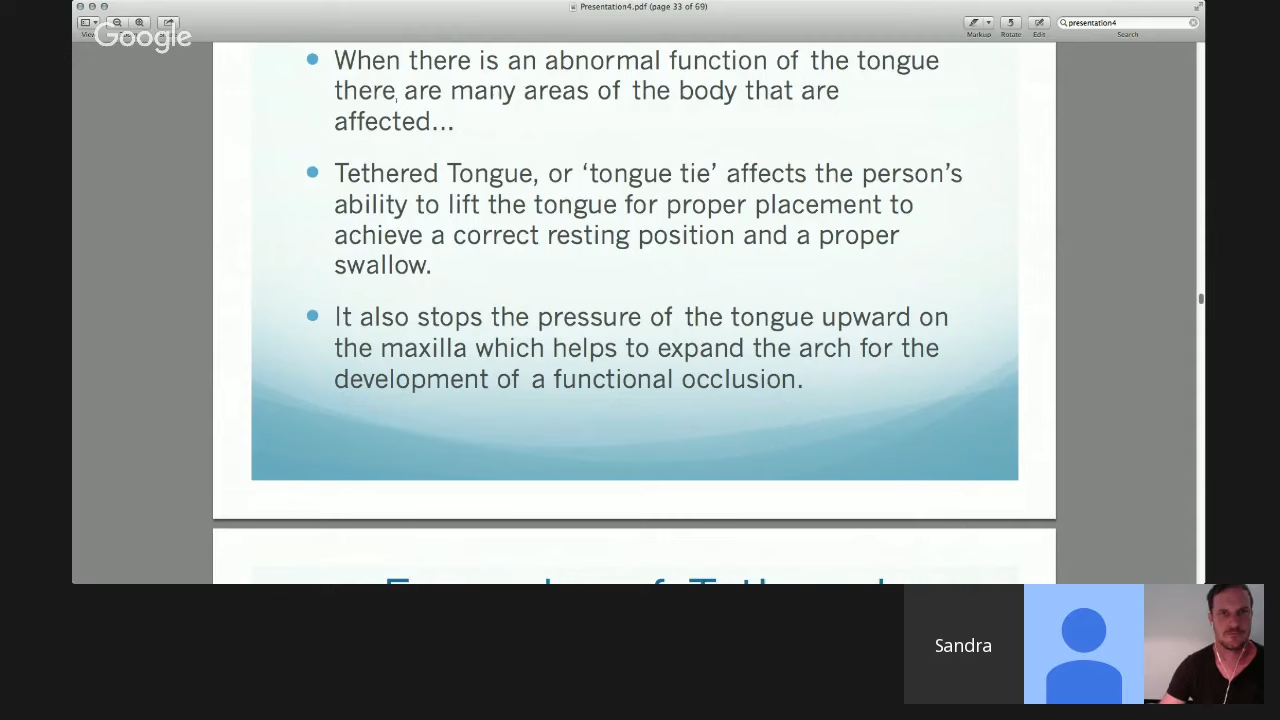 Presentation4.pdf (page 33 of 69)
View
Google
Markup
Rotate
Edit
presentation4
Search
When there is an abnormal function of the tongue
there are many areas of the body that are
affected...
Tethered Tongue, or ‘tongue tie’ affects the person’s
ability to lift the tongue for proper placement to
achieve a correct resting position and a proper
swallow.
It also stops the pressure of the tongue upward on
the maxilla which helps to expand the arch for the
development of a functional occlusion.
Sandra